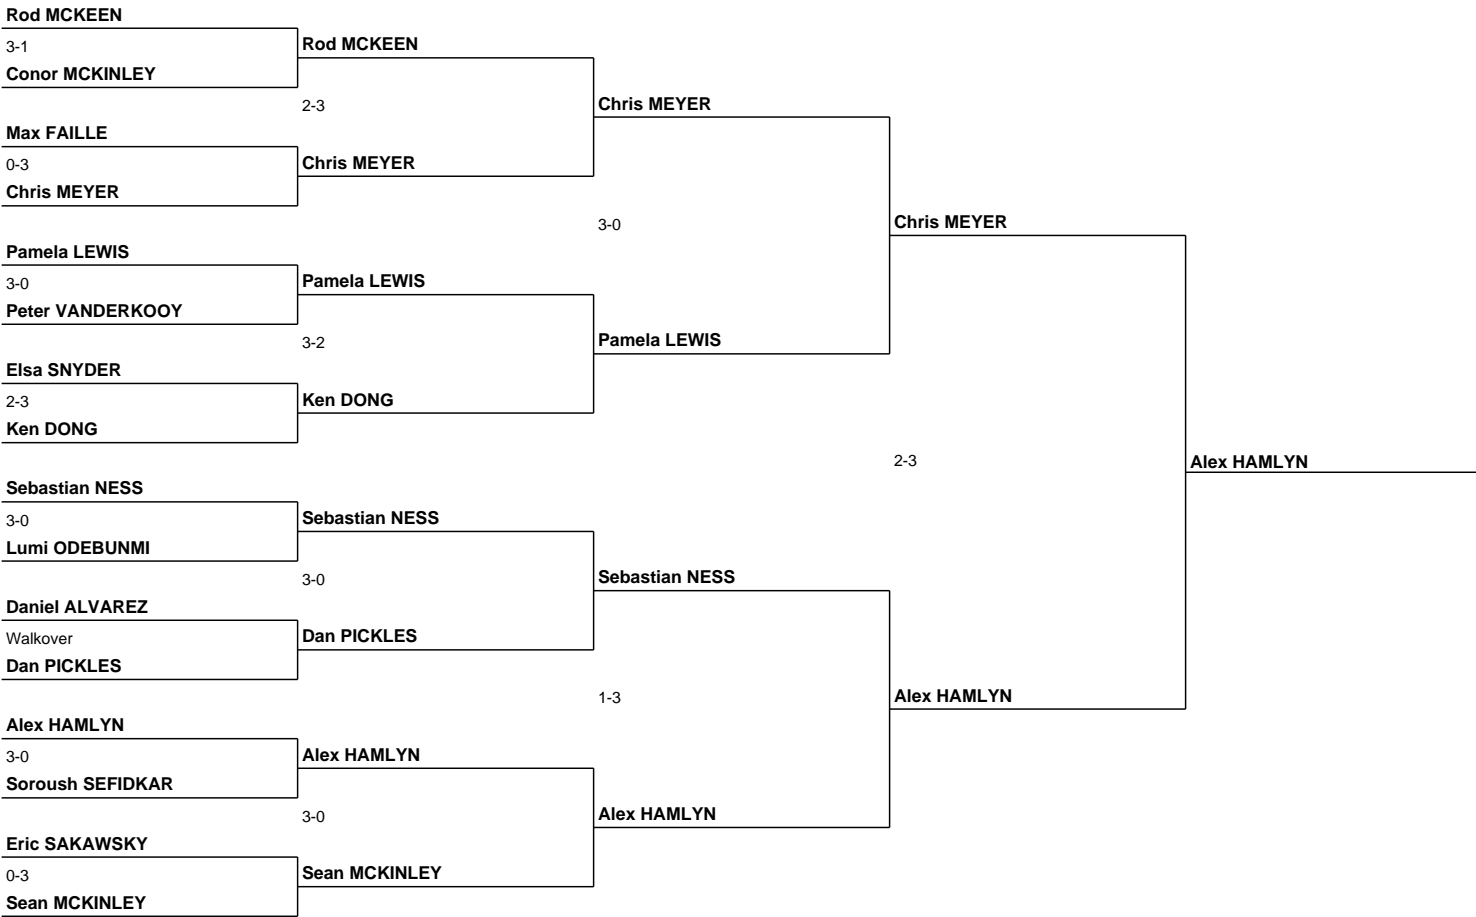 Rod MCKEEN
3-1
Conor MCKINLEY
Max FAILLE
0-3
Chris MEYER
Pamela LEWIS
3-0
Peter VANDERKOOY
Elsa SNYDER
2-3
Ken DONG
Sebastian NESS
3-0
Lumi ODEBUNMI
Daniel ALVAREZ
Walkover
Dan PICKLES
Alex HAMLYN
3-0
Soroush SEFIDKAR
Eric SAKAWSKY
0-3
Sean MCKINLEY
Rod MCKEEN
2-3
Chris MEYER
Pamela LEWIS
3-2
Ken DONG
Sebastian NESS
3-0
Dan PICKLES
Alex HAMLYN
3-0
Sean MCKINLEY
Chris MEYER
3-0
Pamela LEWIS
Sebastian NESS
1-3
Alex HAMLYN
Chris MEYER
2-3
Alex HAMLYN
Alex HAMLYN